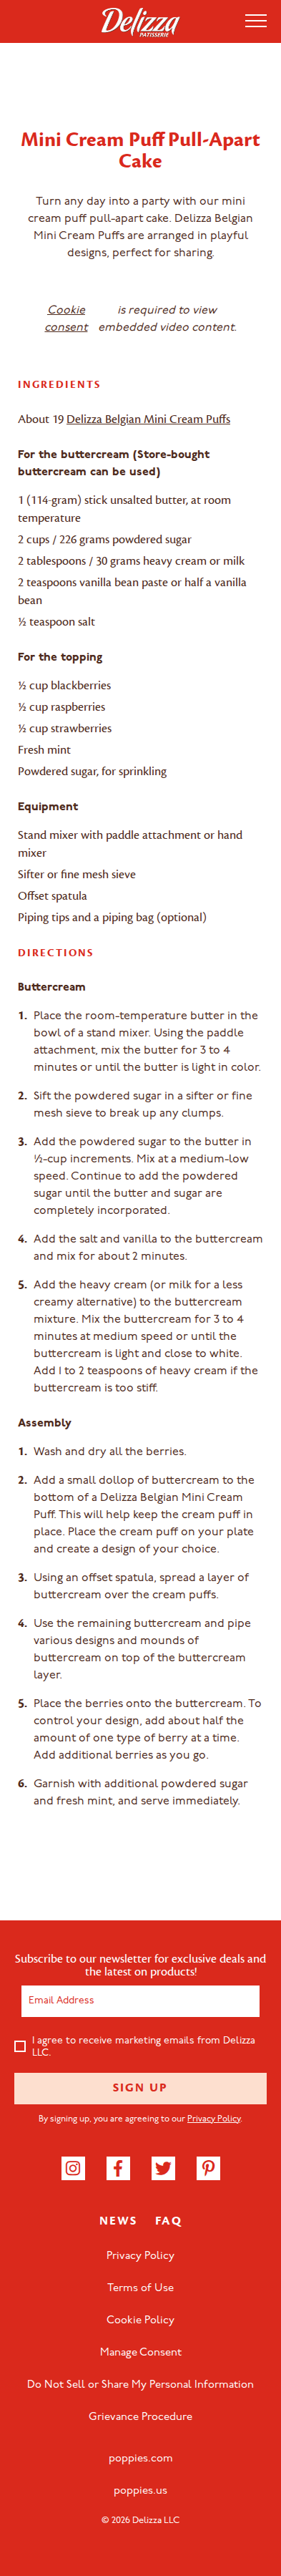 Delizza
PATISSERIE
Mini Cream Puff Pull-Apart
Cake
Turn any day into a party with our mini
cream puff pull-apart cake. Delizza Belgian
Mini Cream Puffs are arranged in playful
designs, perfect for sharing.
Cookie consent is required to view
embedded video content.
INGREDIENTS
About 19 Delizza Belgian Mini Cream Puffs
For the buttercream (Store-bought
buttercream can be used)
1 (114-gram) stick unsalted butter, at room
temperature
2 cups / 226 grams powdered sugar
2 tablespoons / 30 grams heavy cream or milk
2 teaspoons vanilla bean paste or half a vanilla
bean
½ teaspoon salt
For the topping
½ cup blackberries
½ cup raspberries
½ cup strawberries
Fresh mint
Powdered sugar, for sprinkling
Equipment
Stand mixer with paddle attachment or hand
mixer
Sifter or fine mesh sieve
Offset spatula
Piping tips and a piping bag (optional)
DIRECTIONS
Buttercream
1. Place the room-temperature butter in the
bowl of a stand mixer. Using the paddle
attachment, mix the butter for 3 to 4
minutes or until the butter is light in color.
2. Sift the powdered sugar in a sifter or fine
mesh sieve to break up any clumps.
3. Add the powdered sugar to the butter in
½-cup increments. Mix at a medium-low
speed. Continue to add the powdered
sugar until the butter and sugar are
completely incorporated.
4. Add the salt and vanilla to the buttercream
and mix for about 2 minutes.
5. Add the heavy cream (or milk for a less
creamy alternative) to the buttercream
mixture. Mix the buttercream for 3 to 4
minutes at medium speed or until the
buttercream is light and close to white.
Add 1 to 2 teaspoons of heavy cream if the
buttercream is too stiff.
Assembly
1. Wash and dry all the berries.
2. Add a small dollop of buttercream to the
bottom of a Delizza Belgian Mini Cream
Puff. This will help keep the cream puff in
place. Place the cream puff on your plate
and create a design of your choice.
3. Using an offset spatula, spread a layer of
buttercream over the cream puffs.
4. Use the remaining buttercream and pipe
various designs and mounds of
buttercream on top of the buttercream
layer.
5. Place the berries onto the buttercream. To
control your design, add about half the
amount of one type of berry at a time.
Add additional berries as you go.
6. Garnish with additional powdered sugar
and fresh mint, and serve immediately.
Subscribe to our newsletter for exclusive deals and
the latest on products!
Email Address
I agree to receive marketing emails from Delizza
LLC.
SIGN UP
By signing up, you are agreeing to our Privacy Policy.
NEWS FAQ
Privacy Policy
Terms of Use
Cookie Policy
Manage Consent
Do Not Sell or Share My Personal Information
Grievance Procedure
poppies.com
poppies.us
© 2026 Delizza LLC